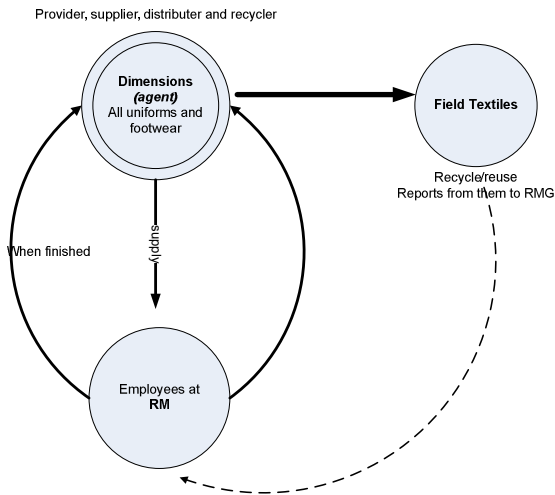 Provider, supplier, distributer and recycler
Dimensions
(agent)
All uniforms and
footwear
Field Textiles
Recycle/reuse
Reports from them to RMG
supply
When finished
Employees at
RM